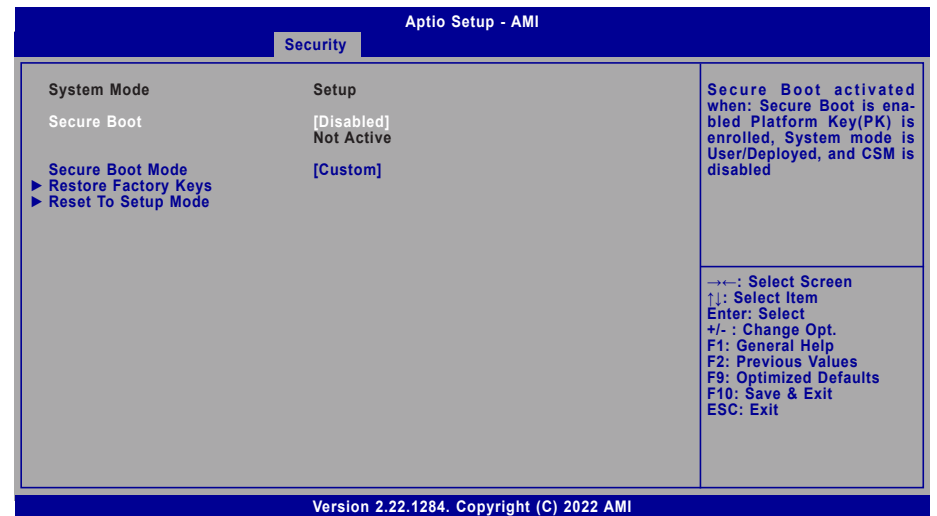 Aptio Setup - AMI
Security
System Mode Setup
Secure Boot [Disabled]
Not Active
Secure Boot Mode [Custom]
▶ Restore Factory Keys
▶ Reset To Setup Mode
Secure Boot activated
when: Secure Boot is ena-
bled Platform Key(PK) is
enrolled, System mode is
User/Deployed, and CSM is
disabled
→←: Select Screen
↑↓: Select Item
Enter: Select
+/- : Change Opt.
F1: General Help
F2: Previous Values
F9: Optimized Defaults
F10: Save & Exit
ESC: Exit
Version 2.22.1284. Copyright (C) 2022 AMI